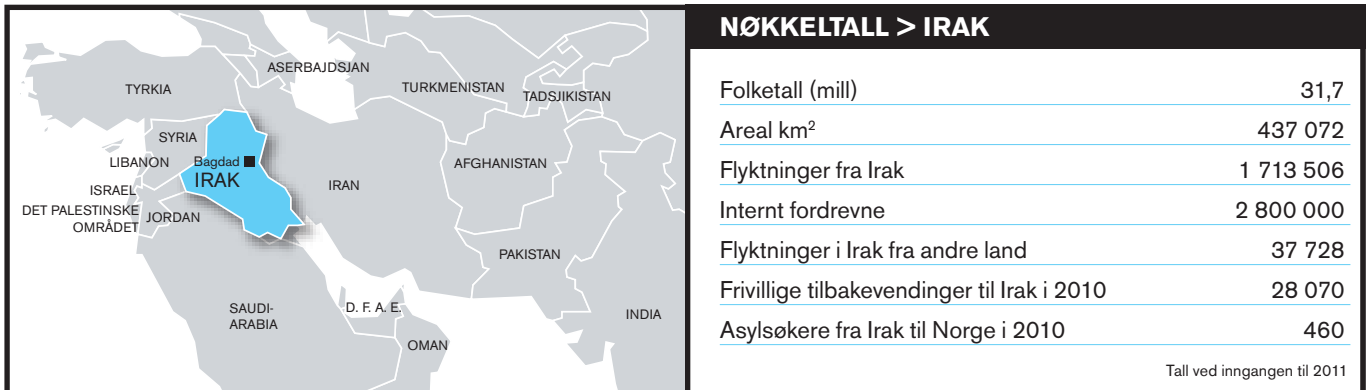 ASERBAJDSJAN
TYRKIA
TURKMENISTAN
TADSJIKISTAN
SYRIA
LIBANON
Bagdad
IRAK
AFGHANISTAN
IRAN
ISRAEL
DET PALESTINSKE
OMRÅDET
JORDAN
PAKISTAN
SAUDI-
ARABIA
D. F. A. E.
INDIA
OMAN
NØKKELTALL > IRAK
Folketall (mill) 31,7
Areal km² 437 072
Flyktninger fra Irak 1 713 506
Internt fordrevne 2 800 000
Flyktninger i Irak fra andre land 37 728
Frivillige tilbakevendinger til Irak i 2010 28 070
Asylsøkere fra Irak til Norge i 2010 460
Tall ved inngangen til 2011